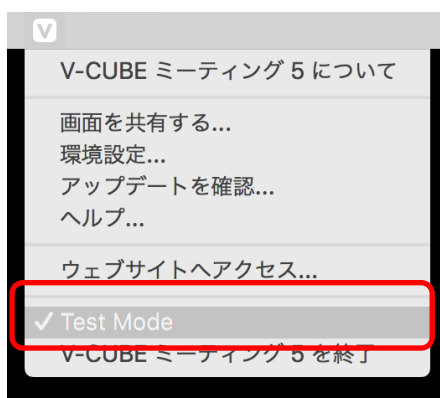 V
V-CUBE ミーティング 5 について
画面を共有する...
環境設定...
アップデートを確認...
ヘルプ...
ウェブサイトへアクセス...
✓ Test Mode
V-CUBE ミーティング 5 を終了